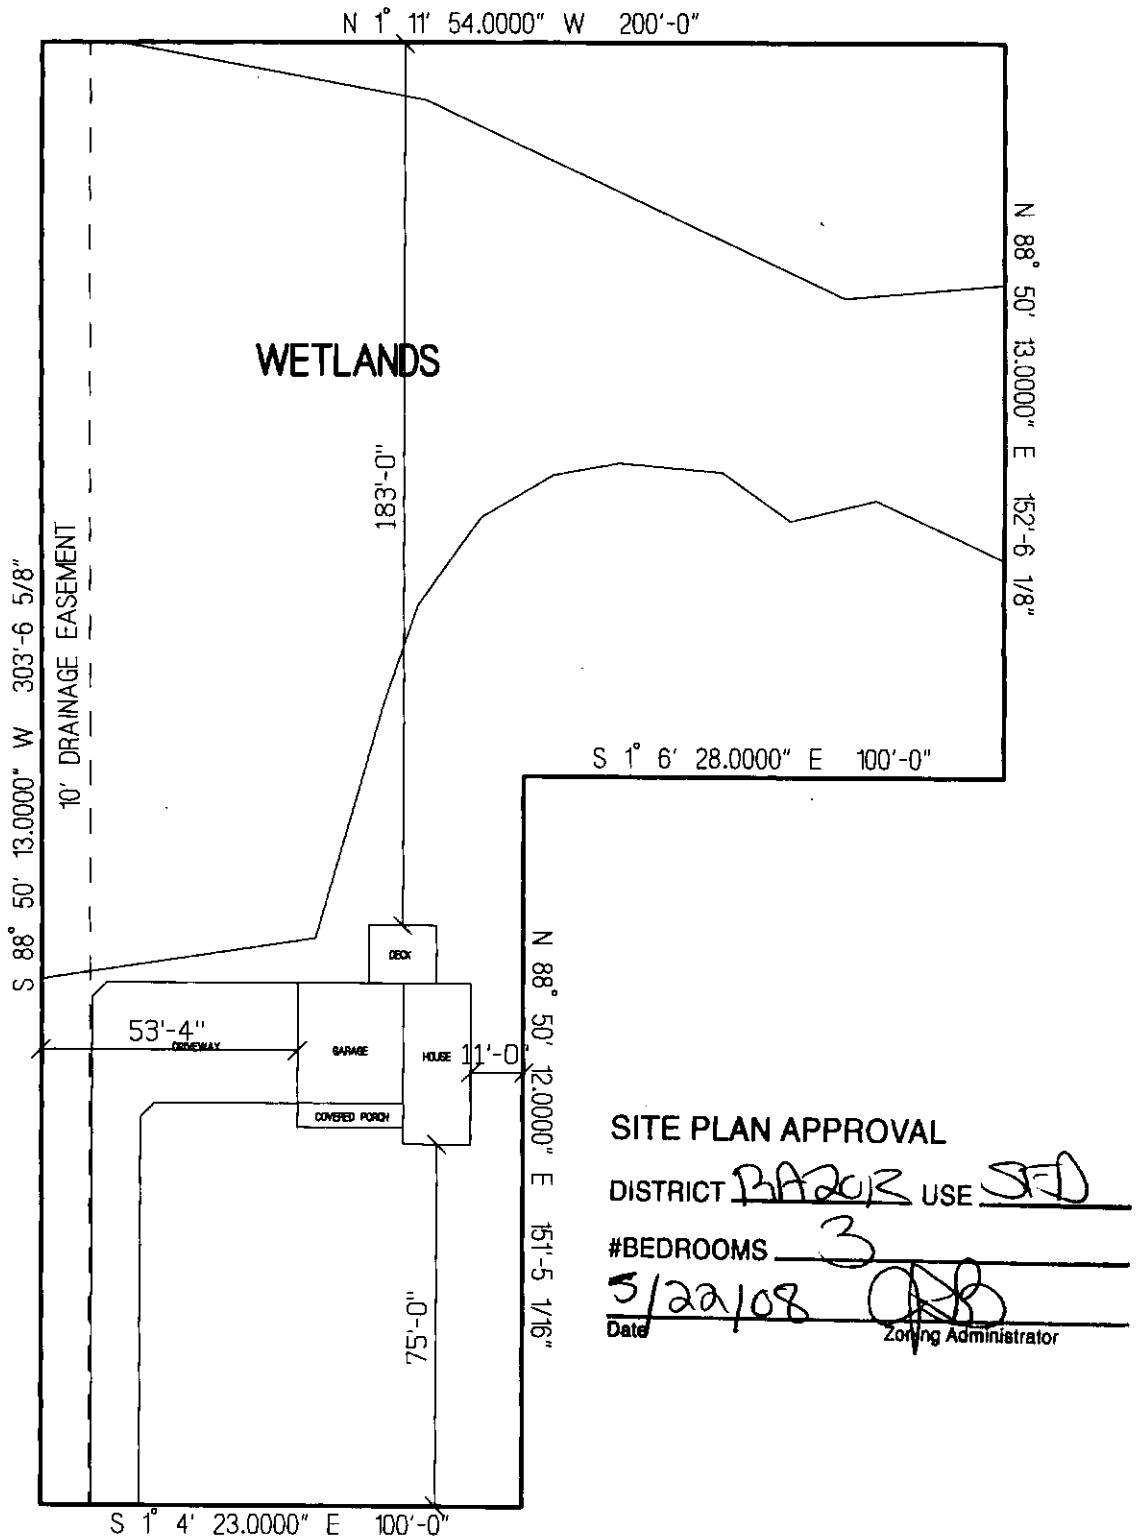 N 1° 11' 54.0000" W 200'-0"
N 88° 50' 13.0000" E 152'-6 1/8"
WETLANDS
183'-0"
S 88° 50' 13.0000" W 303'-6 5/8"
10' DRAINAGE EASEMENT
S 1° 6' 28.0000" E 100'-0"
DECK
N 88° 50' 12.0000" E 151'-5 1/16"
53'-4"
DRIVEWAY
GARAGE
HOUSE
11'-0"
COVERED PORCH
75'-0"
S 1° 4' 23.0000" E 100'-0"
SITE PLAN APPROVAL
DISTRICT RA20R USE SFD
#BEDROOMS 3
5/22/08
Date Zoning Administrator